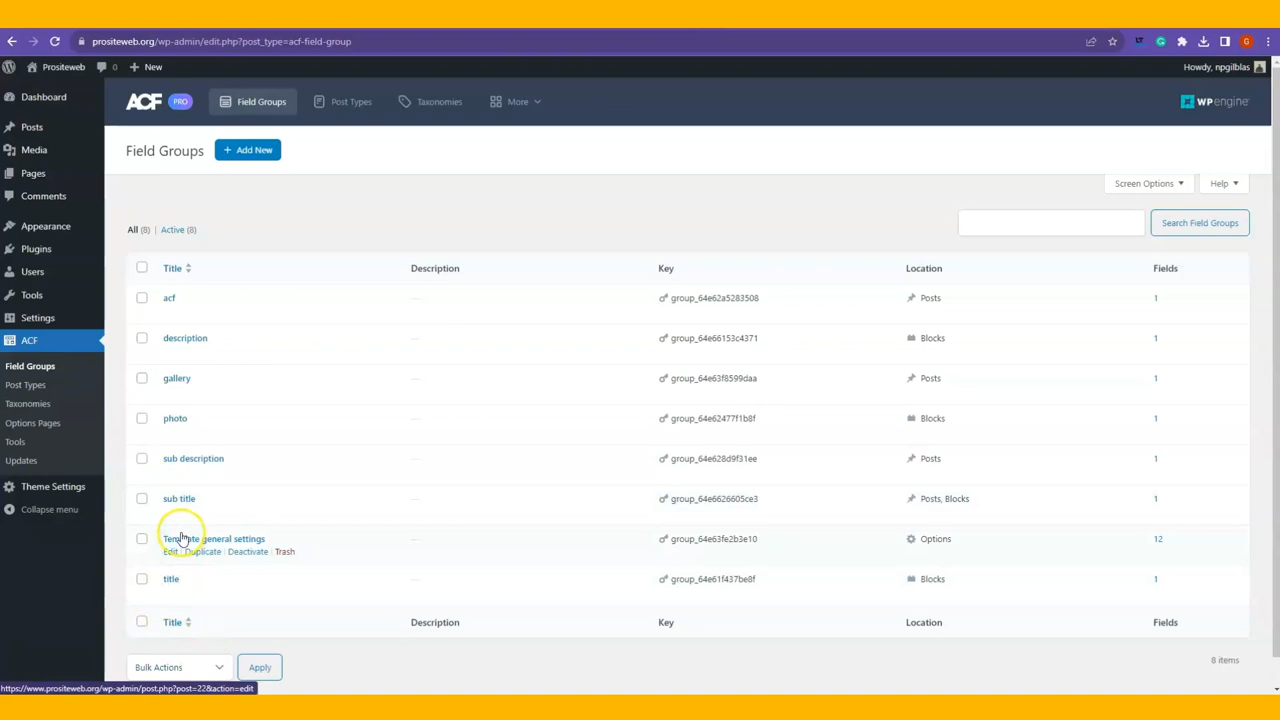 prositeweb.org/wp-admin/edit.php?post_type=acf-field-group
G
Prositeweb 0 + New Howdy, npgilblas
Dashboard
Posts
Media
Pages
Comments
Appearance
Plugins
Users
Tools
Settings
ACF
Field Groups
Post Types
Taxonomies
Options Pages
Tools
Updates
Theme Settings
Collapse menu
ACF PRO Field Groups Post Types Taxonomies More WP engine
Field Groups + Add New
Screen Options Help
All (8) | Active (8) Search Field Groups
Title Description Key Location Fields
acf — group_64e62a5283508 Posts 1
description — group_64e66153c4371 Blocks 1
gallery — group_64e63f8599daa Posts 1
photo — group_64e62477f1b8f Blocks 1
sub description — group_64e628d9f31ee Posts 1
sub title — group_64e6626605ce3 Posts, Blocks 1
Template general settings — group_64e63fe2b3e10 Options 12
Edit | Duplicate | Deactivate | Trash
title — group_64e61f437be8f Blocks 1
Title Description Key Location Fields
Bulk Actions Apply 8 items
https://www.prositeweb.org/wp-admin/post.php?post=22&action=edit